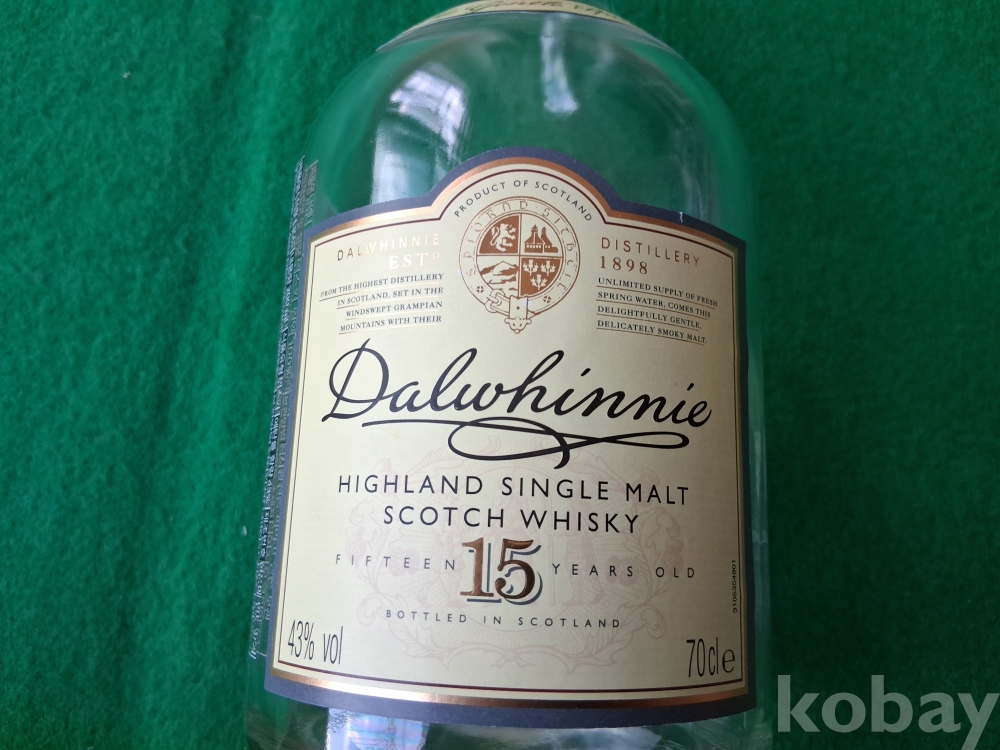 PRODUCT OF SCOTLAND
DALWHINNIE
ESTD
DISTILLERY
1898
FROM THE HIGHEST DISTILLERY
IN SCOTLAND, SET IN THE
WINDSWEPT GRAMPIAN
MOUNTAINS WITH THEIR
UNLIMITED SUPPLY OF FRESH
SPRING WATER, COMES THIS
DELIGHTFULLY GENTLE,
DELICATELY SMOKY MALT.
Dalwhinnie
HIGHLAND SINGLE MALT
SCOTCH WHISKY
FIFTEEN 15 YEARS OLD
BOTTLED IN SCOTLAND
43% vol
70cl e
kobay